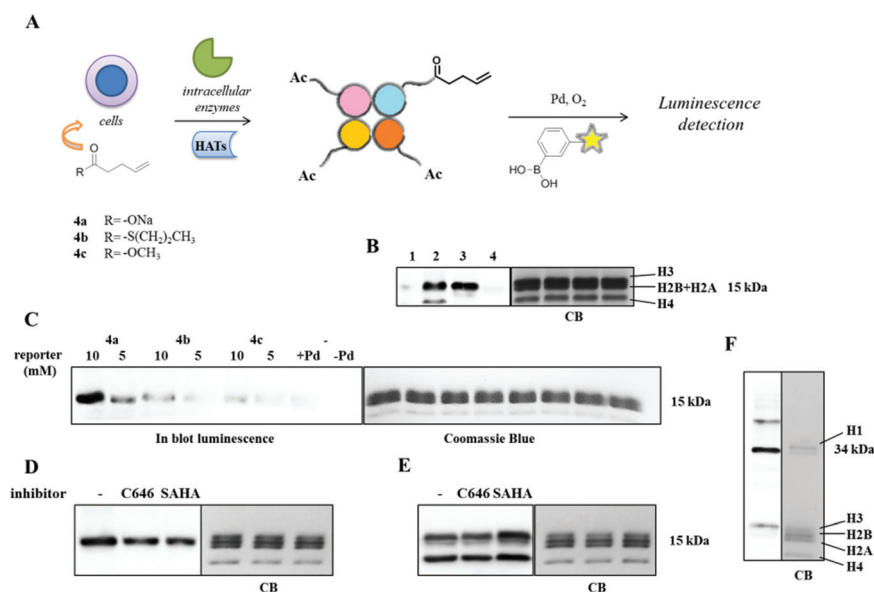 A
cells
intracellular
enzymes
HATs
O
R
4a R= -ONa
4b R= -S(CH2)2CH3
4c R= -OCH3
Ac
O
Ac
Ac
Pd, O2
HO
B
OH
Luminescence
detection
B
1 2 3 4
H3
H2B+H2A 15 kDa
H4
CB
C
4a 4b 4c -
reporter 10 5 10 5 10 5 +Pd -Pd
(mM)
15 kDa
In blot luminescence Coomassie Blue
D
inhibitor - C646 SAHA
CB
E
- C646 SAHA
15 kDa
CB
F
H1
34 kDa
H3
H2B
H2A
H4
CB